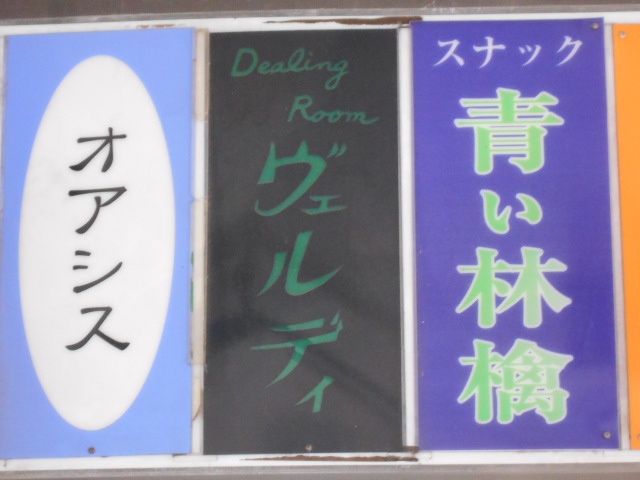 オアシス
Dealing
Room
ヴェルディ
スナック
青い林檎